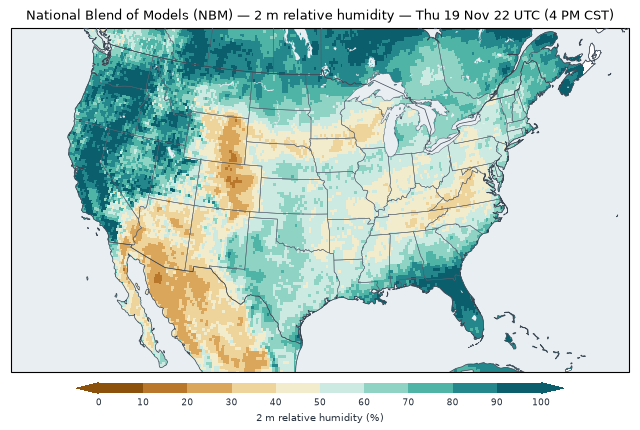 National Blend of Models (NBM) — 2 m relative humidity — Thu 19 Nov 22 UTC (4 PM CST)
0 10 20 30 40 50 60 70 80 90 100
2 m relative humidity (%)